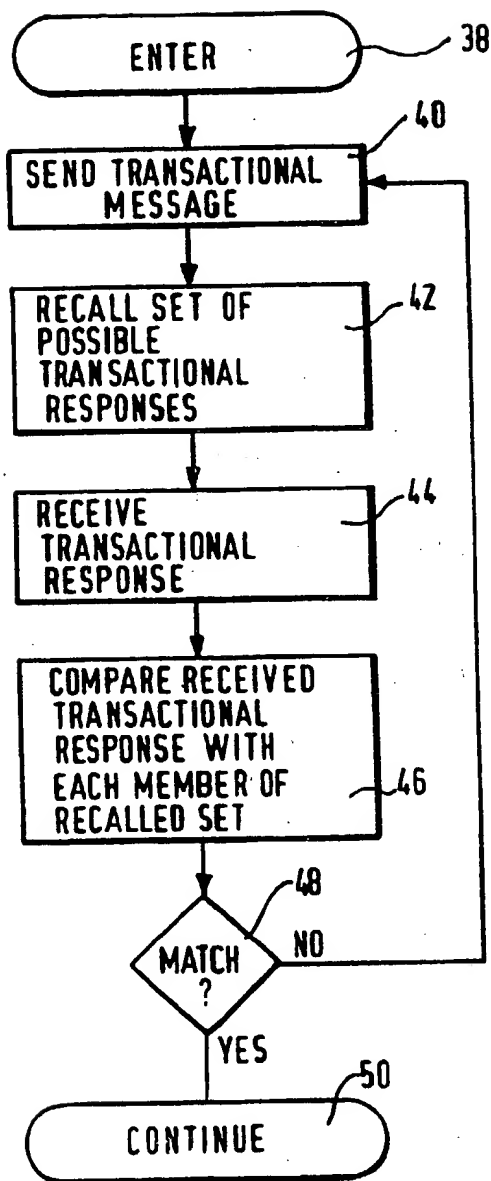 ENTER
38
40
SEND TRANSACTIONAL
MESSAGE
RECALL SET OF
POSSIBLE
TRANSACTIONAL
RESPONSES
42
RECEIVE
TRANSACTIONAL
RESPONSE
44
COMPARE RECEIVED
TRANSACTIONAL
RESPONSE WITH
EACH MEMBER OF
RECALLED SET
46
48
MATCH
?
NO
YES
50
CONTINUE